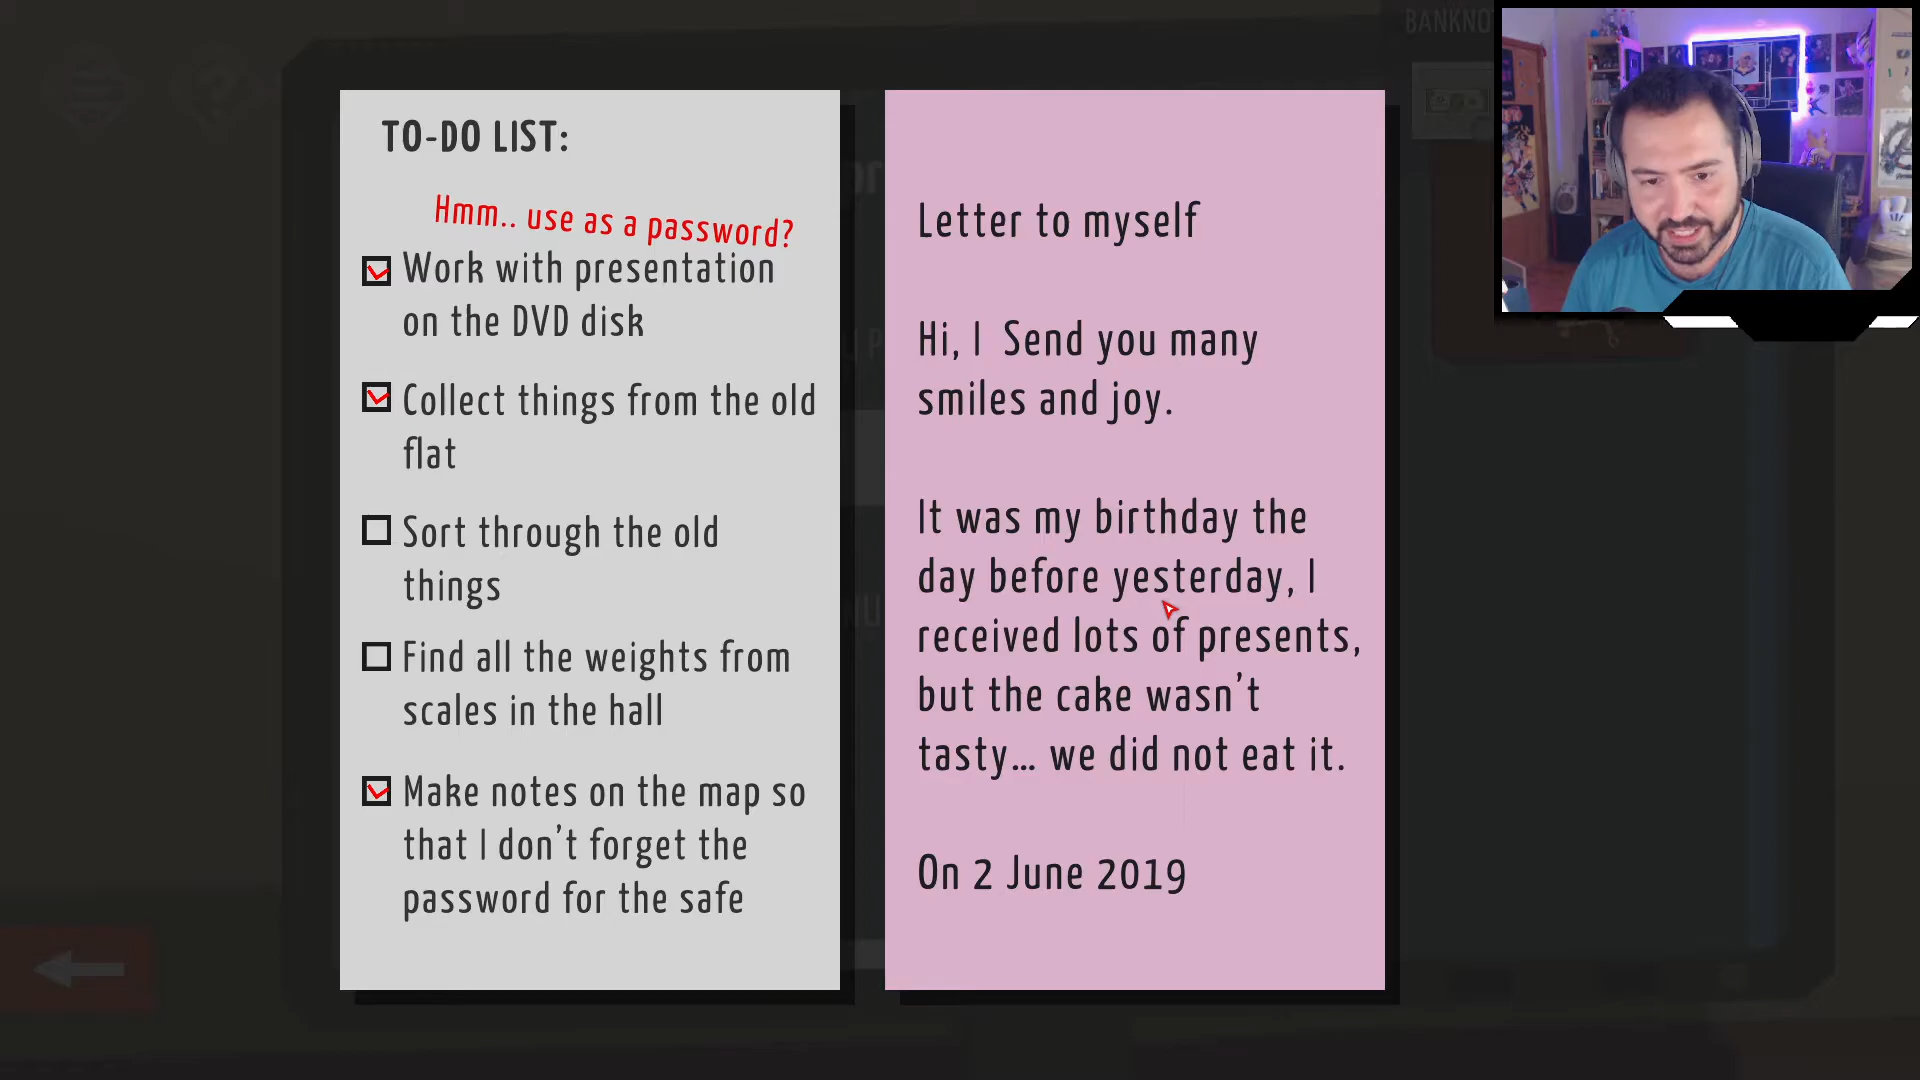 BANKNO
TO-DO LIST:
Hmm.. use as a password?
Work with presentation
on the DVD disk
Collect things from the old
flat
Sort through the old
things
Find all the weights from
scales in the hall
Make notes on the map so
that I don't forget the
password for the safe
Letter to myself
Hi, I Send you many
smiles and joy.
It was my birthday the
day before yesterday, I
received lots of presents,
but the cake wasn't
tasty... we did not eat it.
On 2 June 2019